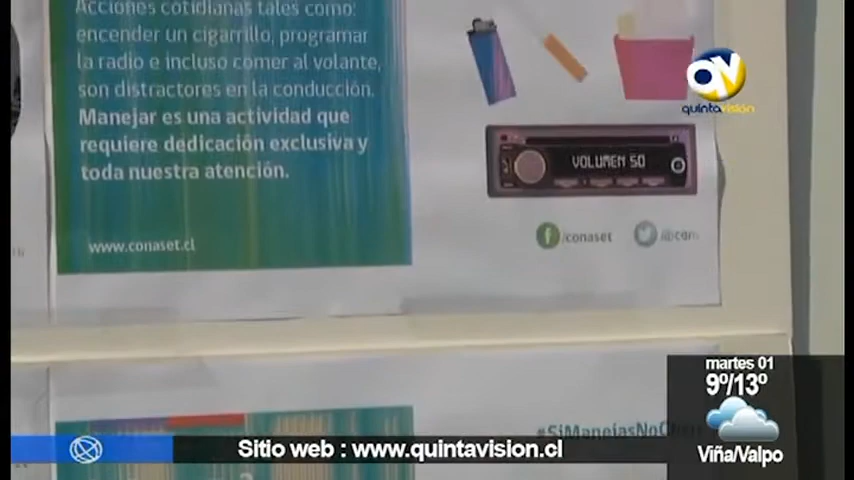 Acciones cotidianas tales como:
encender un cigarrillo, programar
la radio e incluso comer al volante,
son distractores en la conducción.
Manejar es una actividad que
requiere dedicación exclusiva y
toda nuestra atención.
www.conaset.cl
VOLUMEN 50
/conaset
QV
quintavisión
martes 01
9º/13º
Viña/Valpo
Sitio web : www.quintavision.cl